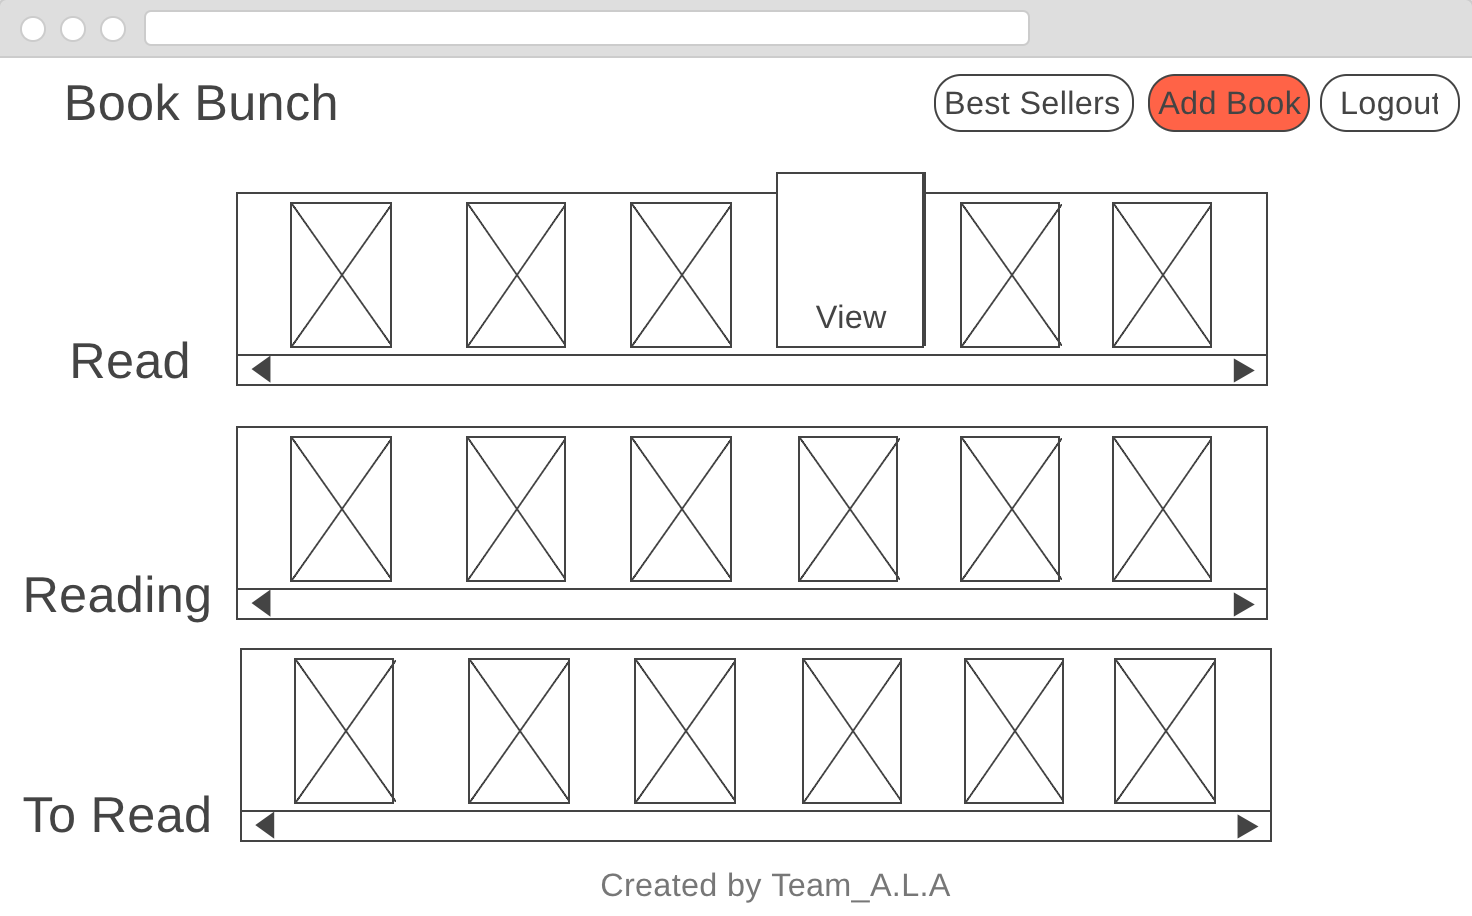 Book Bunch
Best Sellers
Add Book
Logout
View
Read
Reading
To Read
Created by Team_A.L.A